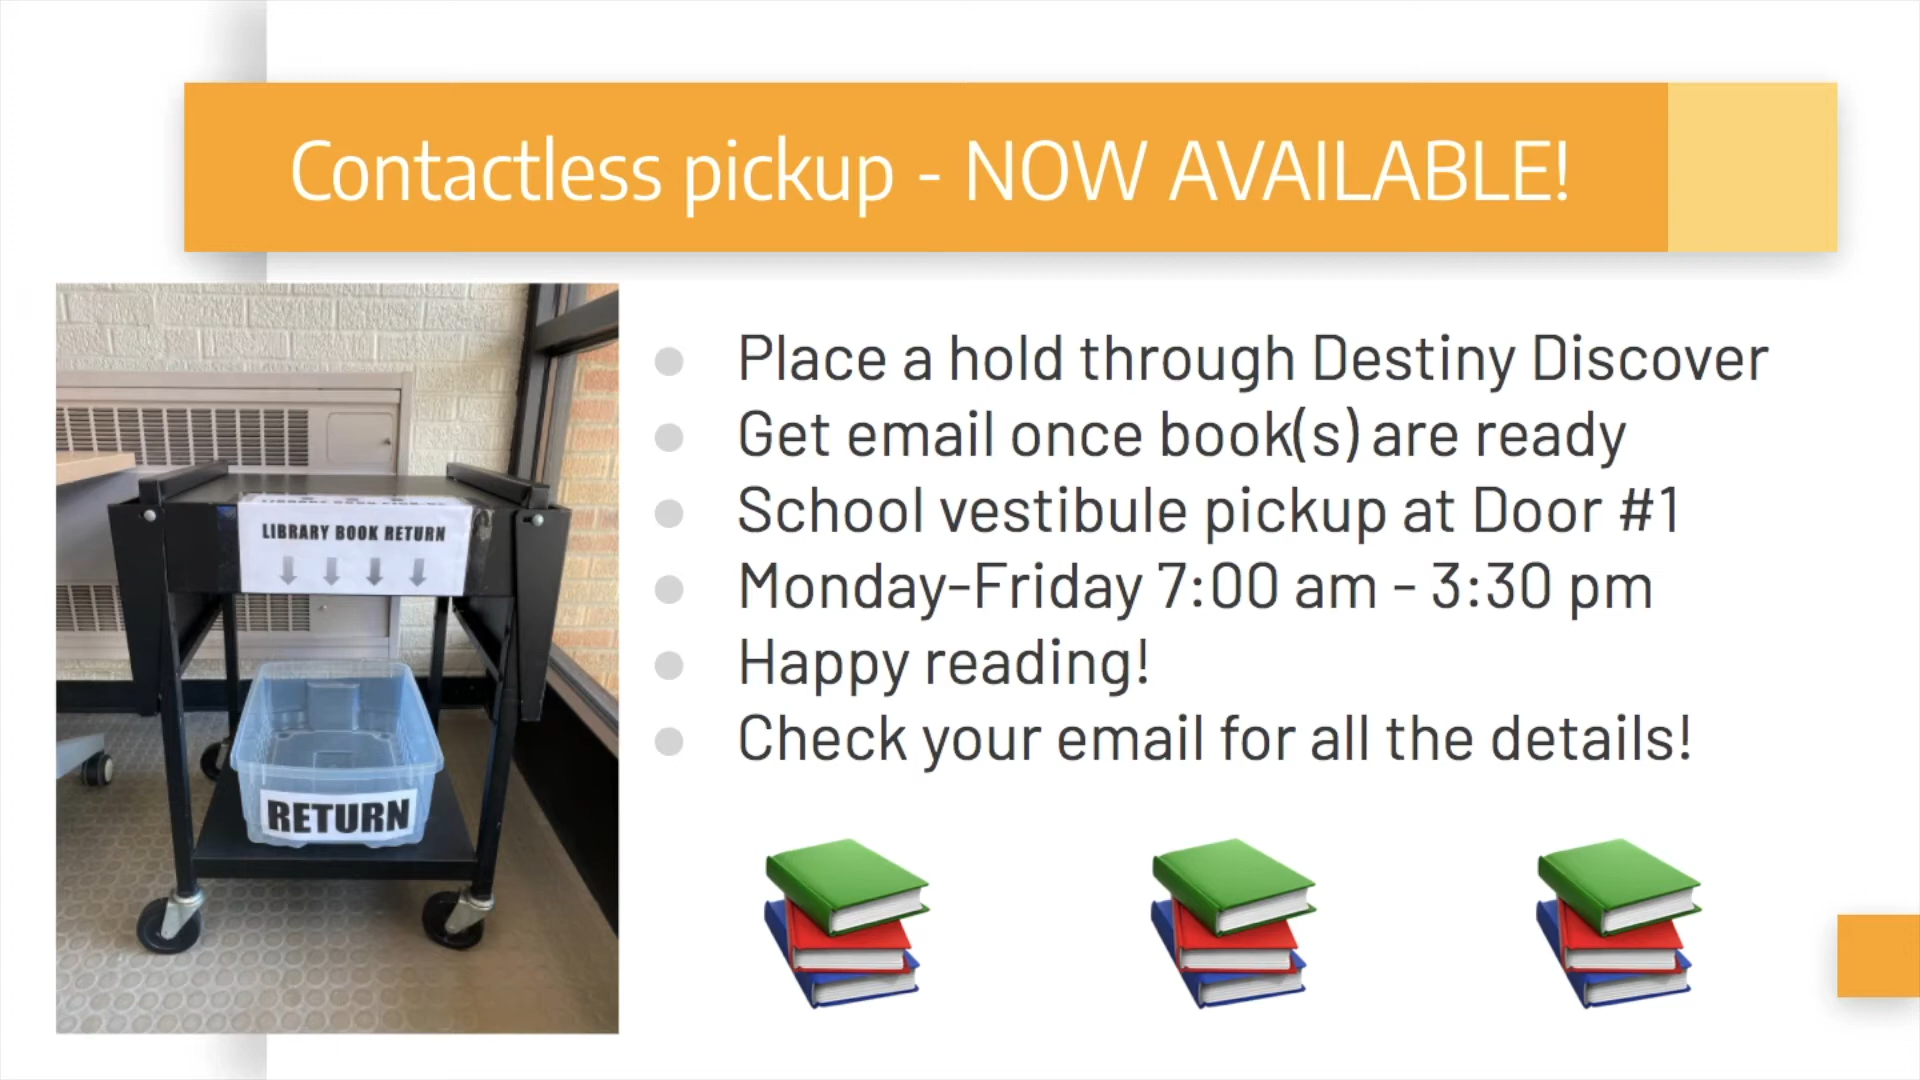 Contactless pickup - NOW AVAILABLE!
Place a hold through Destiny Discover
Get email once book(s) are ready
School vestibule pickup at Door #1
Monday-Friday 7:00 am - 3:30 pm
Happy reading!
Check your email for all the details!
LIBRARY BOOK RETURN
RETURN